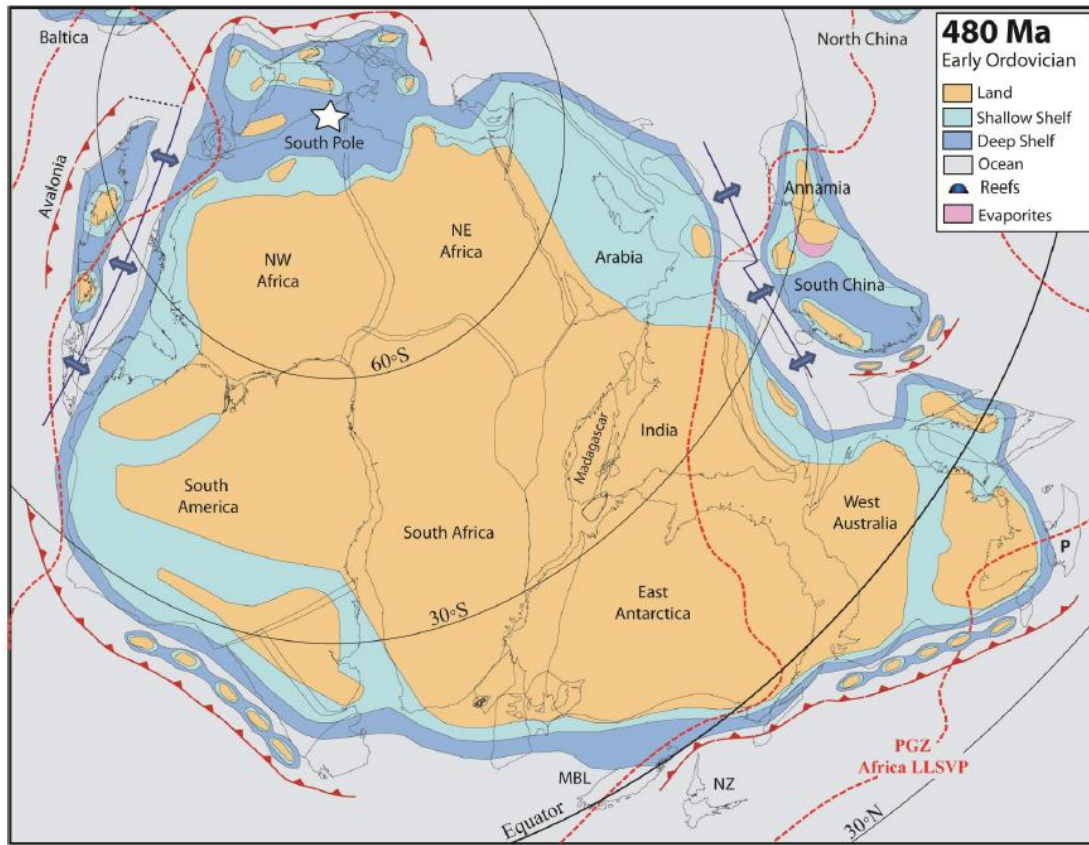 Baltica
North China
480 Ma
Early Ordovician
Land
Shallow Shelf
Deep Shelf
Ocean
Reefs
Evaporites
South Pole
Avalonia
Annamia
NW
Africa
NE
Africa
Arabia
South China
60°S
Madagascar
India
South
America
South Africa
West
Australia
P
30°S
East
Antarctica
PGZ
Africa LLSVP
MBL
NZ
Equator
30°N